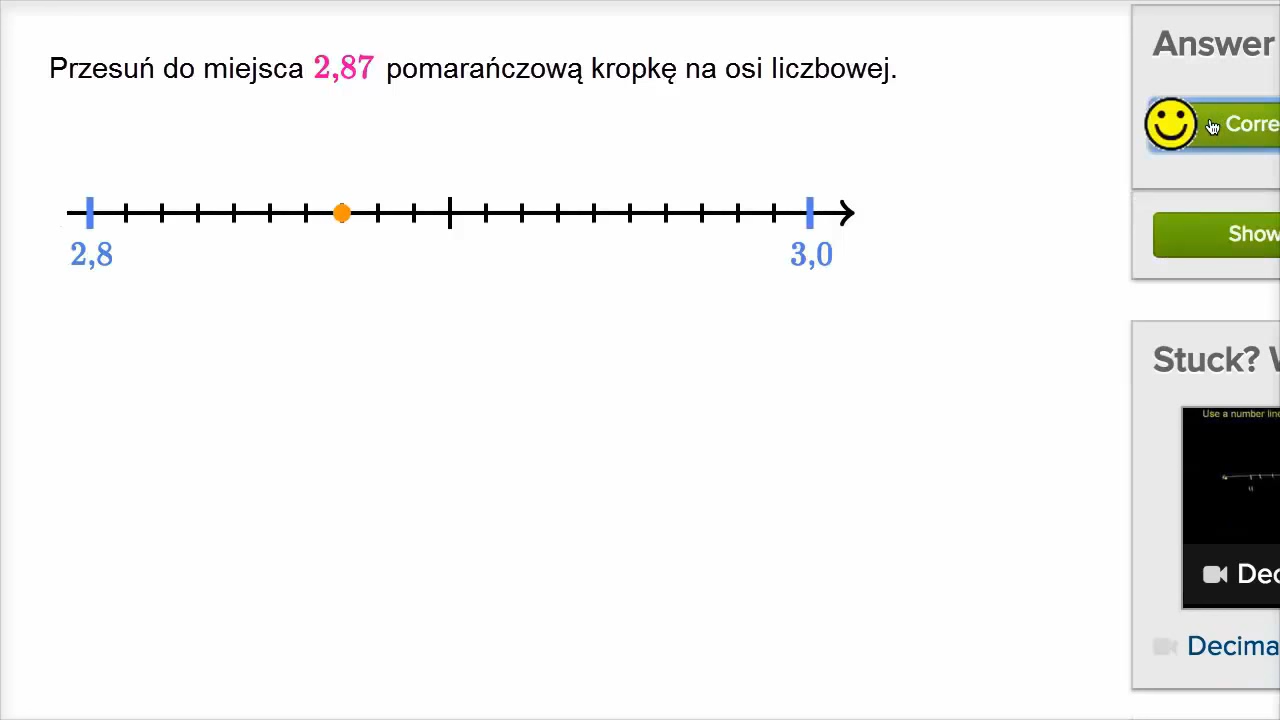 Przesuń do miejsca 2,87 pomarańczową kropkę na osi liczbowej.
2,8
3,0
Answer
Corre
Show
Stuck? W
Use a number line
Dec
Decima